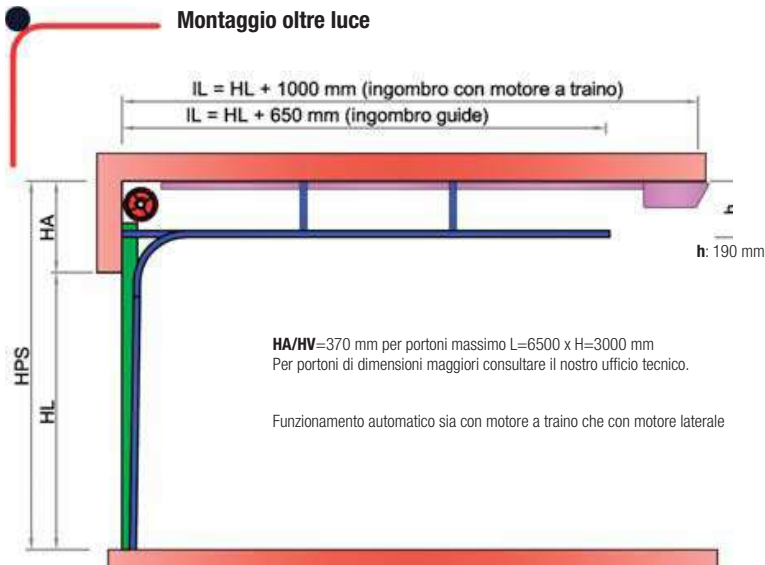 Montaggio oltre luce
IL = HL + 1000 mm (ingombro con motore a traino)
IL = HL + 650 mm (ingombro guide)
HA
h
h: 190 mm
HPS
HL
HA/HV=370 mm per portoni massimo L=6500 x H=3000 mm
Per portoni di dimensioni maggiori consultare il nostro ufficio tecnico.
Funzionamento automatico sia con motore a traino che con motore laterale